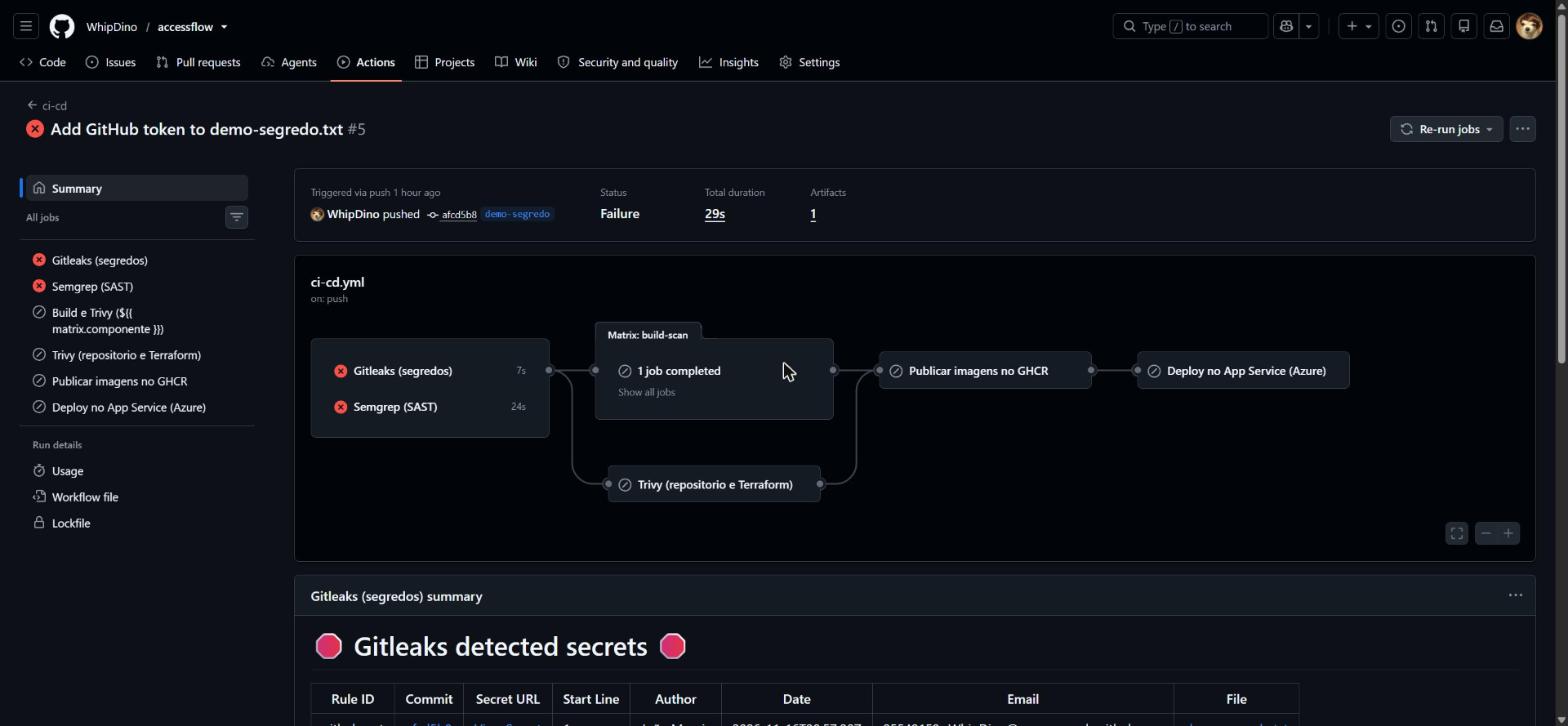 WhipDino / accessflow
Type / to search
Code
Issues
Pull requests
Agents
Actions
Projects
Wiki
Security and quality
Insights
Settings
ci-cd
Add GitHub token to demo-segredo.txt #5
Re-run jobs
Summary
All jobs
Gitleaks (segredos)
Semgrep (SAST)
Build e Trivy (${{
matrix.componente }})
Trivy (repositorio e Terraform)
Publicar imagens no GHCR
Deploy no App Service (Azure)
Run details
Usage
Workflow file
Lockfile
Triggered via push 1 hour ago
WhipDino pushed afcd5b8 demo-segredo
Status
Failure
Total duration
29s
Artifacts
1
ci-cd.yml
on: push
Gitleaks (segredos) 7s
Semgrep (SAST) 24s
Matrix: build-scan
1 job completed
Show all jobs
Trivy (repositorio e Terraform)
Publicar imagens no GHCR
Deploy no App Service (Azure)
Gitleaks (segredos) summary
Gitleaks detected secrets
Rule ID Commit Secret URL Start Line Author Date Email File